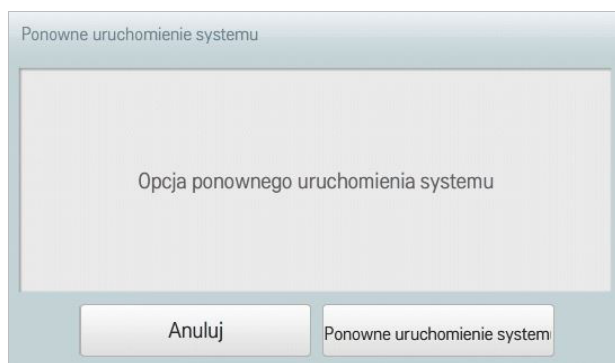 Ponowne uruchomienie systemu
Opcja ponownego uruchomienia systemu
Anuluj
Ponowne uruchomienie system